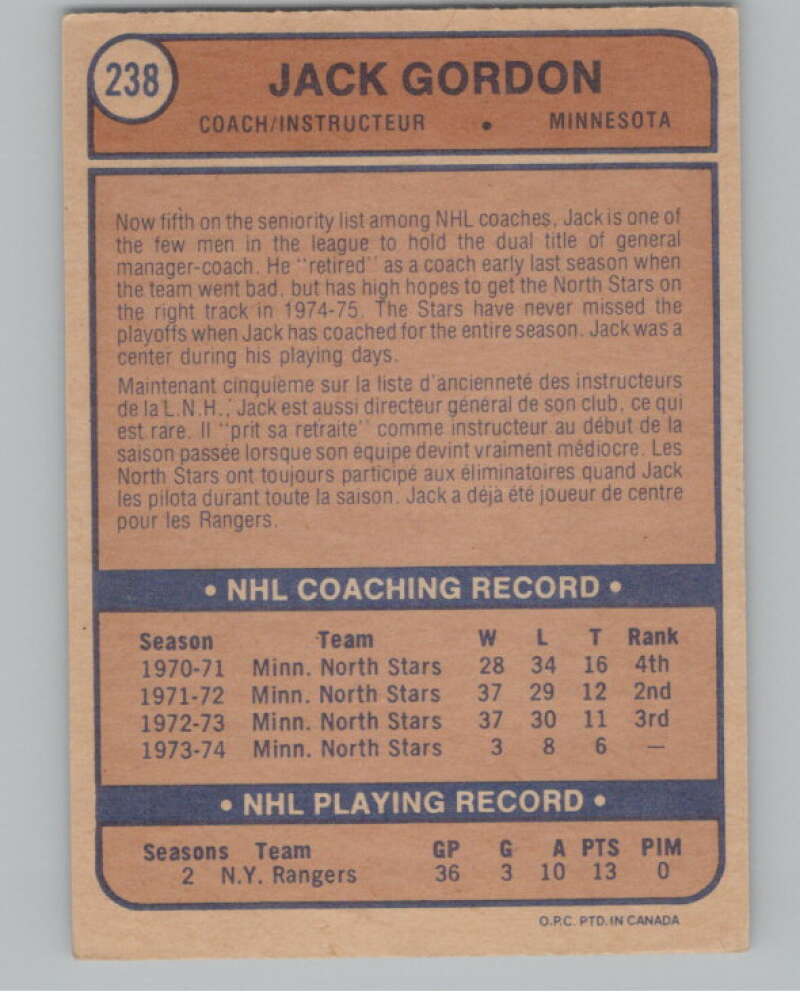 238
JACK GORDON
COACH/INSTRUCTEUR • MINNESOTA
Now fifth on the seniority list among NHL coaches, Jack is one of
the few men in the league to hold the dual title of general
manager-coach. He "retired" as a coach early last season when
the team went bad, but has high hopes to get the North Stars on
the right track in 1974-75. The Stars have never missed the
playoffs when Jack has coached for the entire season. Jack was a
center during his playing days.
Maintenant cinquième sur la liste d'ancienneté des instructeurs
de la L.N.H., Jack est aussi directeur général de son club, ce qui
est rare. Il "prit sa retraite" comme instructeur au début de la
saison passée lorsque son equipe devint vraiment médiocre. Les
North Stars ont toujours participé aux éliminatoires quand Jack
les pilota durant toute la saison. Jack a déjà été joueur de centre
pour les Rangers.
• NHL COACHING RECORD •
Season Team W L T Rank
1970-71 Minn. North Stars 28 34 16 4th
1971-72 Minn. North Stars 37 29 12 2nd
1972-73 Minn. North Stars 37 30 11 3rd
1973-74 Minn. North Stars 3 8 6 —
• NHL PLAYING RECORD •
Seasons Team GP G A PTS PIM
2 N.Y. Rangers 36 3 10 13 0
O.P.C. PTD. IN CANADA